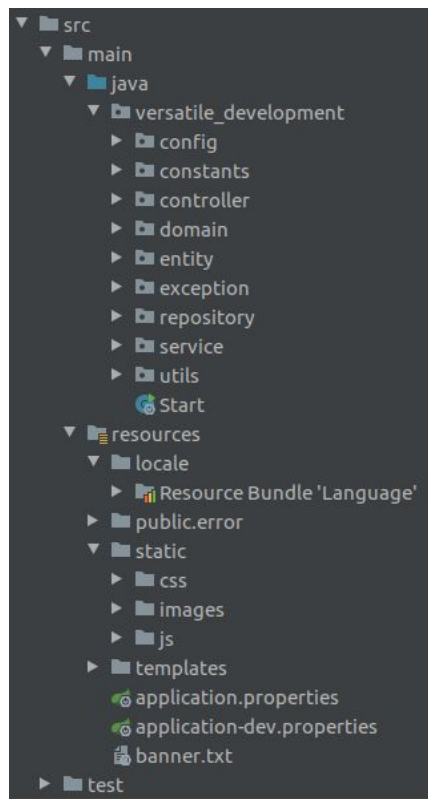 src
main
java
versatile_development
config
constants
controller
domain
entity
exception
repository
service
utils
Start
resources
locale
Resource Bundle 'Language'
public.error
static
css
images
js
templates
application.properties
application-dev.properties
banner.txt
test